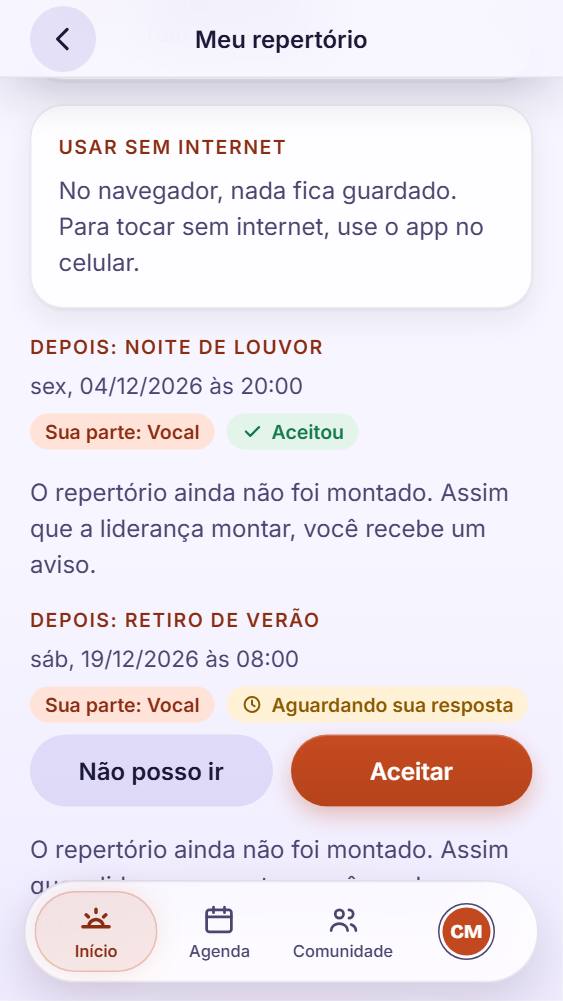 Meu repertório
USAR SEM INTERNET
No navegador, nada fica guardado.
Para tocar sem internet, use o app no
celular.
DEPOIS: NOITE DE LOUVOR
sex, 04/12/2026 às 20:00
Sua parte: Vocal
Aceitou
O repertório ainda não foi montado. Assim
que a liderança montar, você recebe um
aviso.
DEPOIS: RETIRO DE VERÃO
sáb, 19/12/2026 às 08:00
Sua parte: Vocal
Aguardando sua resposta
Não posso ir
Aceitar
O repertório ainda não foi montado. Assim
Início
Agenda
Comunidade
CM